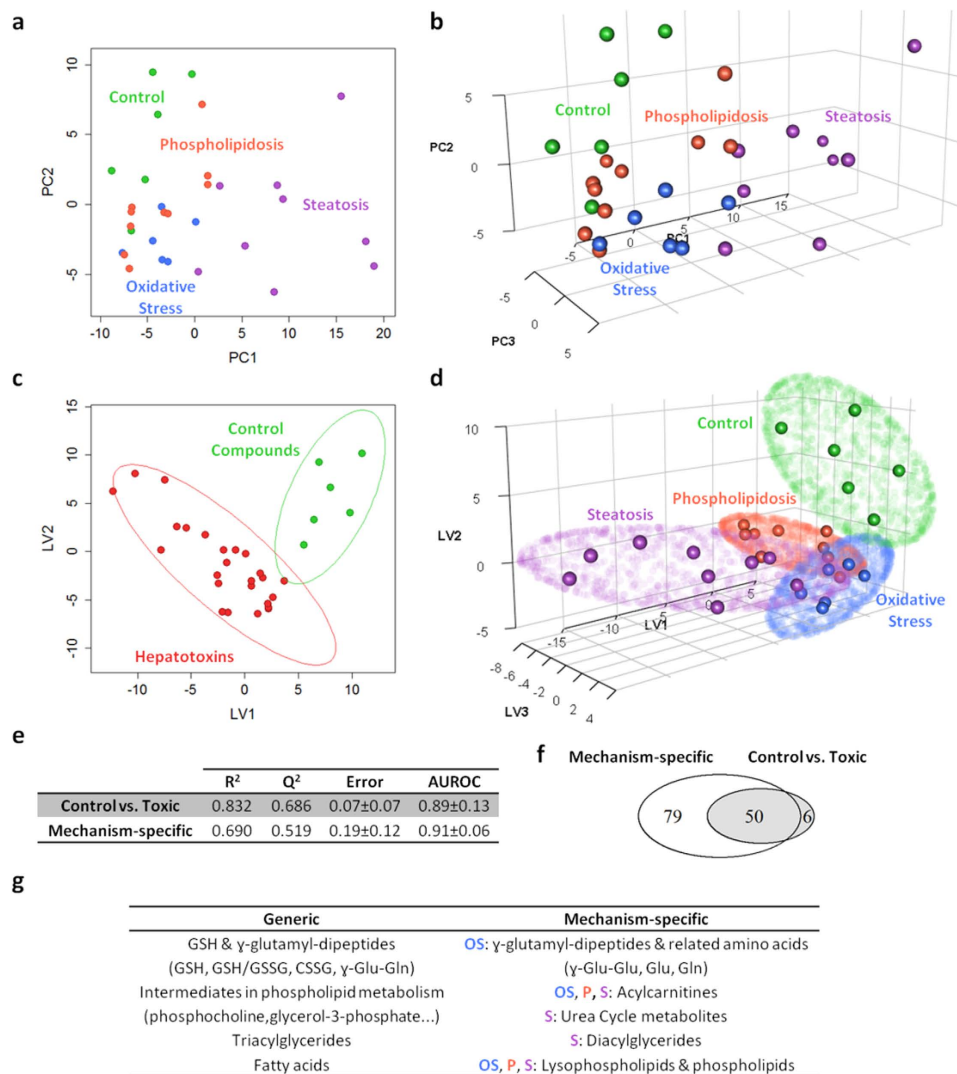 a
10
5
0
-5
PC2
Control
Phospholipidosis
Steatosis
Oxidative
Stress
-10
-5
0
5
10
15
20
PC1
b
5
0
-5
PC2
Control
Phospholipidosis
Steatosis
Oxidative
Stress
-5
0
5
10
15
PC1
-5
0
5
PC3
c
15
10
5
0
-5
-10
LV2
Control
Compounds
Hepatotoxins
-10
-5
0
5
10
LV1
d
10
5
0
-5
LV2
Control
Phospholipidosis
Steatosis
Oxidative
Stress
-15
-10
-5
0
5
LV1
-8
-6
-4
-2
0
2
4
LV3
e
R² Q² Error AUROC
Control vs. Toxic 0.832 0.686 0.07±0.07 0.89±0.13
Mechanism-specific 0.690 0.519 0.19±0.12 0.91±0.06
f
Mechanism-specific Control vs. Toxic
79 50 6
g
Generic Mechanism-specific
GSH & γ-glutamyl-dipeptides OS: γ-glutamyl-dipeptides & related amino acids
(GSH, GSH/GSSG, CSSG, γ-Glu-Gln) (γ-Glu-Glu, Glu, Gln)
Intermediates in phospholipid metabolism OS, P, S: Acylcarnitines
(phosphocholine,glycerol-3-phosphate...) S: Urea Cycle metabolites
Triacylglycerides S: Diacylglycerides
Fatty acids OS, P, S: Lysophospholipids & phospholipids